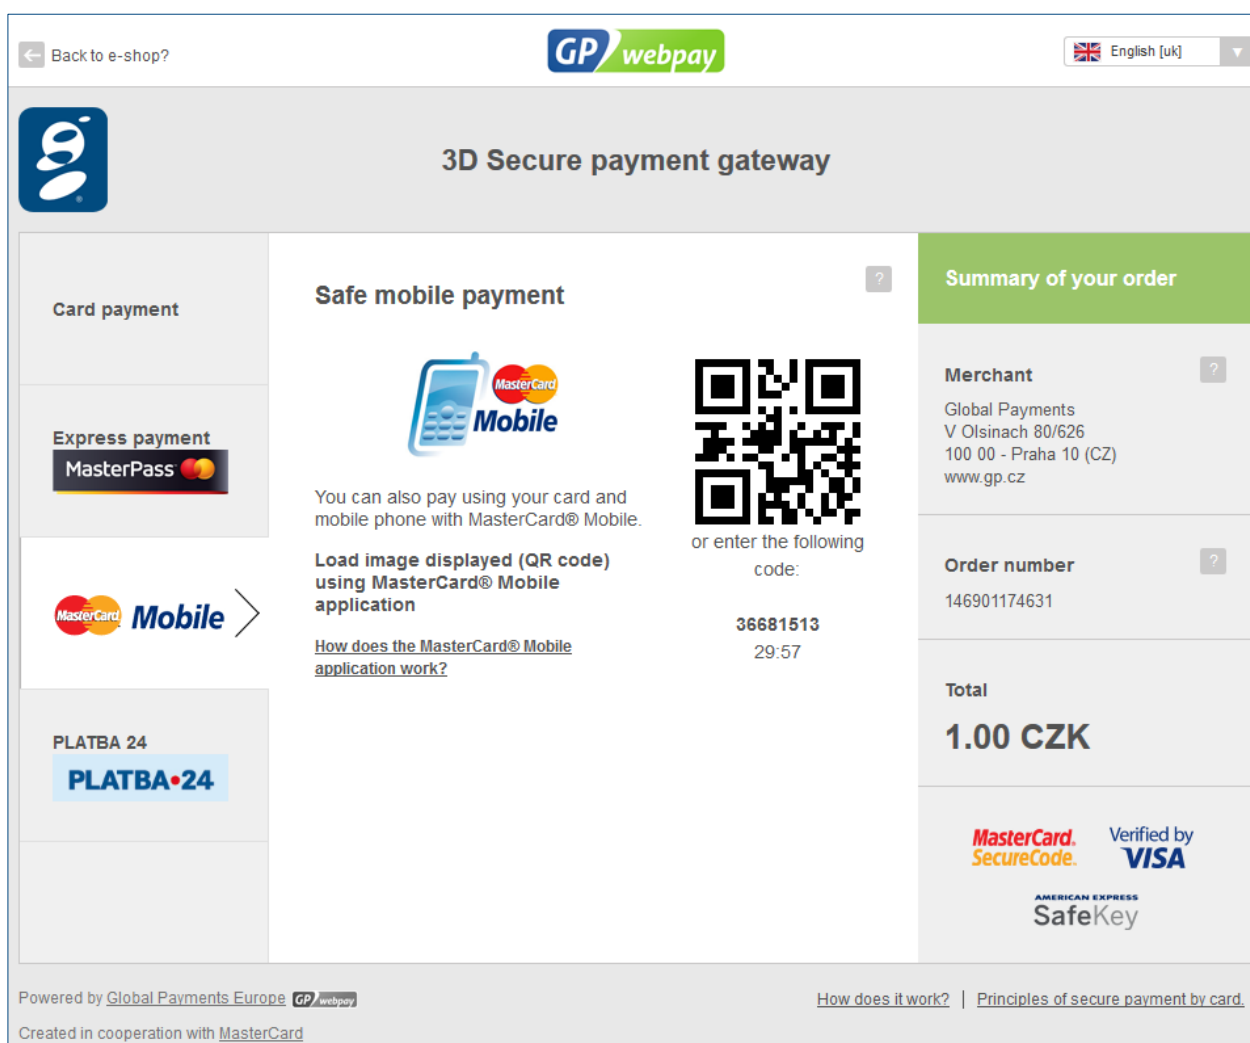 Back to e-shop?
GP webpay
English [uk]
3D Secure payment gateway
Card payment
Express payment
MasterPass
MasterCard Mobile
PLATBA 24
PLATBA•24
Safe mobile payment
?
MasterCard
Mobile
You can also pay using your card and
mobile phone with MasterCard® Mobile.
Load image displayed (QR code)
using MasterCard® Mobile
application
How does the MasterCard® Mobile
application work?
or enter the following
code:
36681513
29:57
Summary of your order
Merchant
?
Global Payments
V Olsinach 80/626
100 00 - Praha 10 (CZ)
www.gp.cz
Order number
?
146901174631
Total
1.00 CZK
MasterCard.
SecureCode.
Verified by
VISA
AMERICAN EXPRESS
SafeKey
Powered by Global Payments Europe GP webpay
How does it work? | Principles of secure payment by card.
Created in cooperation with MasterCard